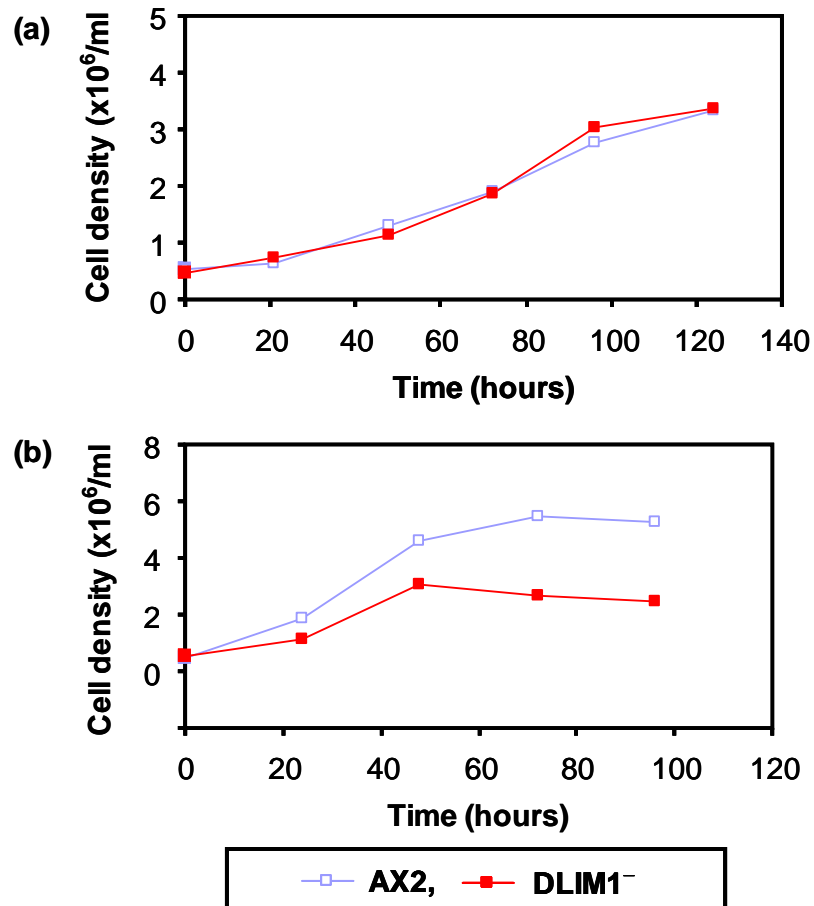 (a)
Cell density (x10⁶/ml
5
4
3
2
1
0
0 20 40 60 80 100 120 140
Time (hours)
(b)
Cell density (x10⁶/ml
8
6
4
2
0
0 20 40 60 80 100 120
Time (hours)
AX2, DLIM1⁻